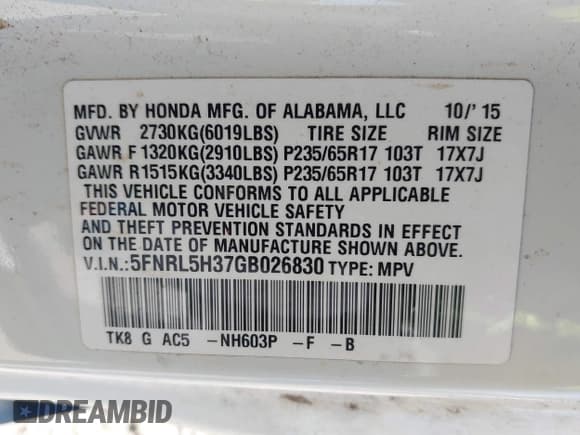 MFD. BY HONDA MFG. OF ALABAMA, LLC 10/'15
GVWR 2730KG(6019LBS) TIRE SIZE RIM SIZE
GAWR F 1320KG(2910LBS) P235/65R17 103T 17X7J
GAWR R1515KG(3340LBS) P235/65R17 103T 17X7J
THIS VEHICLE CONFORMS TO ALL APPLICABLE
FEDERAL MOTOR VEHICLE SAFETY
AND THEFT PREVENTION STANDARDS IN EFFECT
ON THE DATE OF MANUFACTURE SHOWN ABOVE.
V.I.N.:5FNRL5H37GB026830 TYPE: MPV
TK8 G AC5 -NH603P -F -B
DREAMBID